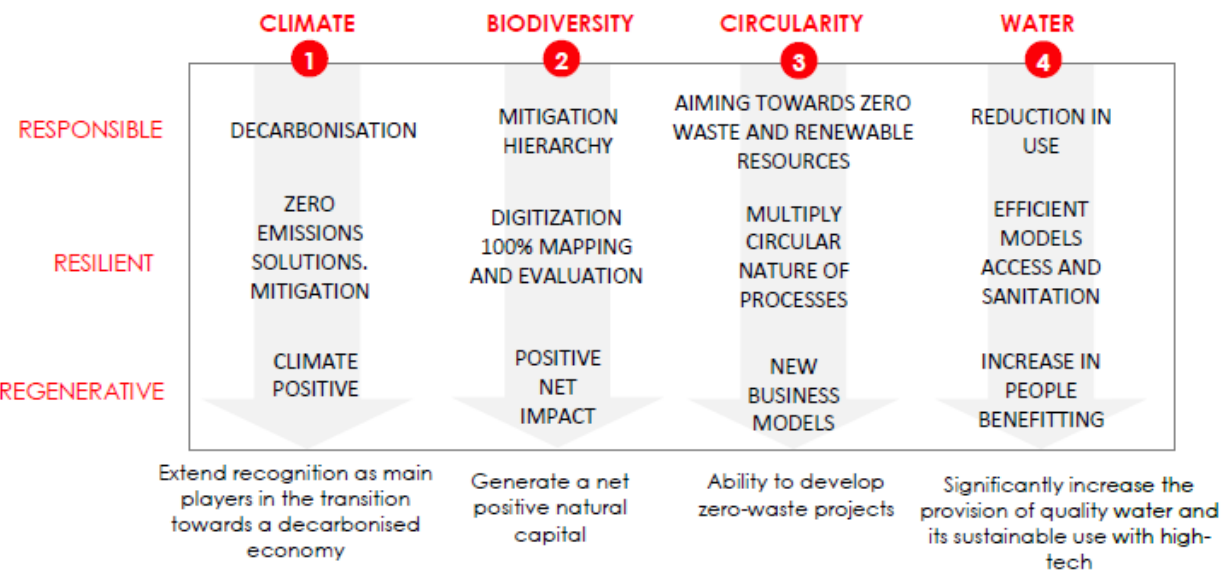 CLIMATE
BIODIVERSITY
CIRCULARITY
WATER
1
2
3
4
RESPONSIBLE
DECARBONISATION
MITIGATION
HIERARCHY
AIMING TOWARDS ZERO
WASTE AND RENEWABLE
RESOURCES
REDUCTION IN
USE
RESILIENT
ZERO
EMISSIONS
SOLUTIONS.
MITIGATION
DIGITIZATION
100% MAPPING
AND EVALUATION
MULTIPLY
CIRCULAR
NATURE OF
PROCESSES
EFFICIENT
MODELS
ACCESS AND
SANITATION
REGENERATIVE
CLIMATE
POSITIVE
POSITIVE
NET
IMPACT
NEW
BUSINESS
MODELS
INCREASE IN
PEOPLE
BENEFITTING
Extend recognition as main
players in the transition
towards a decarbonised
economy
Generate a net
positive natural
capital
Ability to develop
zero-waste projects
Significantly increase the
provision of quality water and
its sustainable use with high-
tech